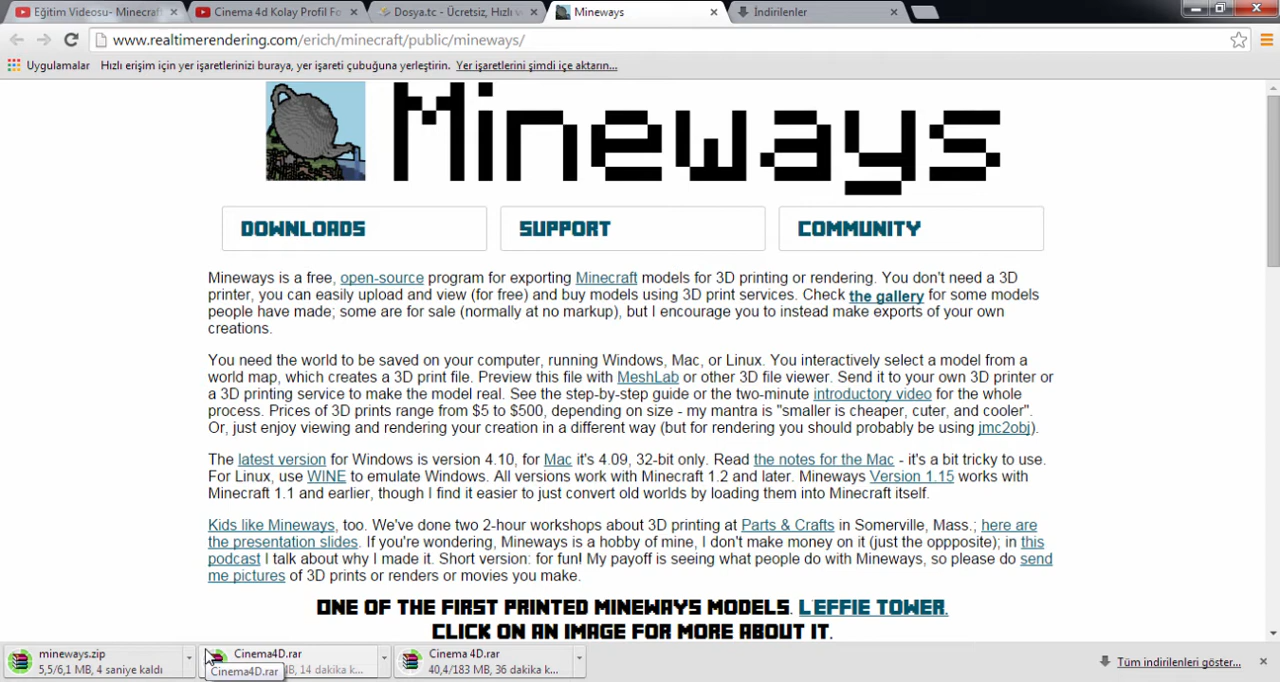 Eğitim Videosu- Minecraf
Cinema 4d Kolay Profil Fo
Dosya.tc - Ücretsiz, Hızlı v
Mineways
İndirilenler
www.realtimerendering.com/erich/minecraft/public/mineways/
Uygulamalar Hızlı erişim için yer işaretlerinizi buraya, yer işareti çubuğuna yerleştirin. Yer işaretlerini şimdi içe aktarın...
Mineways
DOWNLOADS
SUPPORT
COMMUNITY
Mineways is a free, open-source program for exporting Minecraft models for 3D printing or rendering. You don't need a 3D
printer, you can easily upload and view (for free) and buy models using 3D print services. Check the gallery for some models
people have made; some are for sale (normally at no markup), but I encourage you to instead make exports of your own
creations.
You need the world to be saved on your computer, running Windows, Mac, or Linux. You interactively select a model from a
world map, which creates a 3D print file. Preview this file with MeshLab or other 3D file viewer. Send it to your own 3D printer or
a 3D printing service to make the model real. See the step-by-step guide or the two-minute introductory video for the whole
process. Prices of 3D prints range from $5 to $500, depending on size - my mantra is "smaller is cheaper, cuter, and cooler".
Or, just enjoy viewing and rendering your creation in a different way (but for rendering you should probably be using jmc2obj).
The latest version for Windows is version 4.10, for Mac it's 4.09, 32-bit only. Read the notes for the Mac - it's a bit tricky to use.
For Linux, use WINE to emulate Windows. All versions work with Minecraft 1.2 and later. Mineways Version 1.15 works with
Minecraft 1.1 and earlier, though I find it easier to just convert old worlds by loading them into Minecraft itself.
Kids like Mineways, too. We've done two 2-hour workshops about 3D printing at Parts & Crafts in Somerville, Mass.; here are
the presentation slides. If you're wondering, Mineways is a hobby of mine, I don't make money on it (just the oppposite); in this
podcast I talk about why I made it. Short version: for fun! My payoff is seeing what people do with Mineways, so please do send
me pictures of 3D prints or renders or movies you make.
ONE OF THE FIRST PRINTED MINEWAYS MODELS. L'EFFIE TOWER.
CLICK ON AN IMAGE FOR MORE ABOUT IT.
mineways.zip
5,5/6,1 MB, 4 saniye kaldı
Cinema4D.rar
MB, 14 dakika k...
Cinema4D.rar
Cinema 4D.rar
40,4/183 MB, 36 dakika k...
Tüm indirilenleri göster...